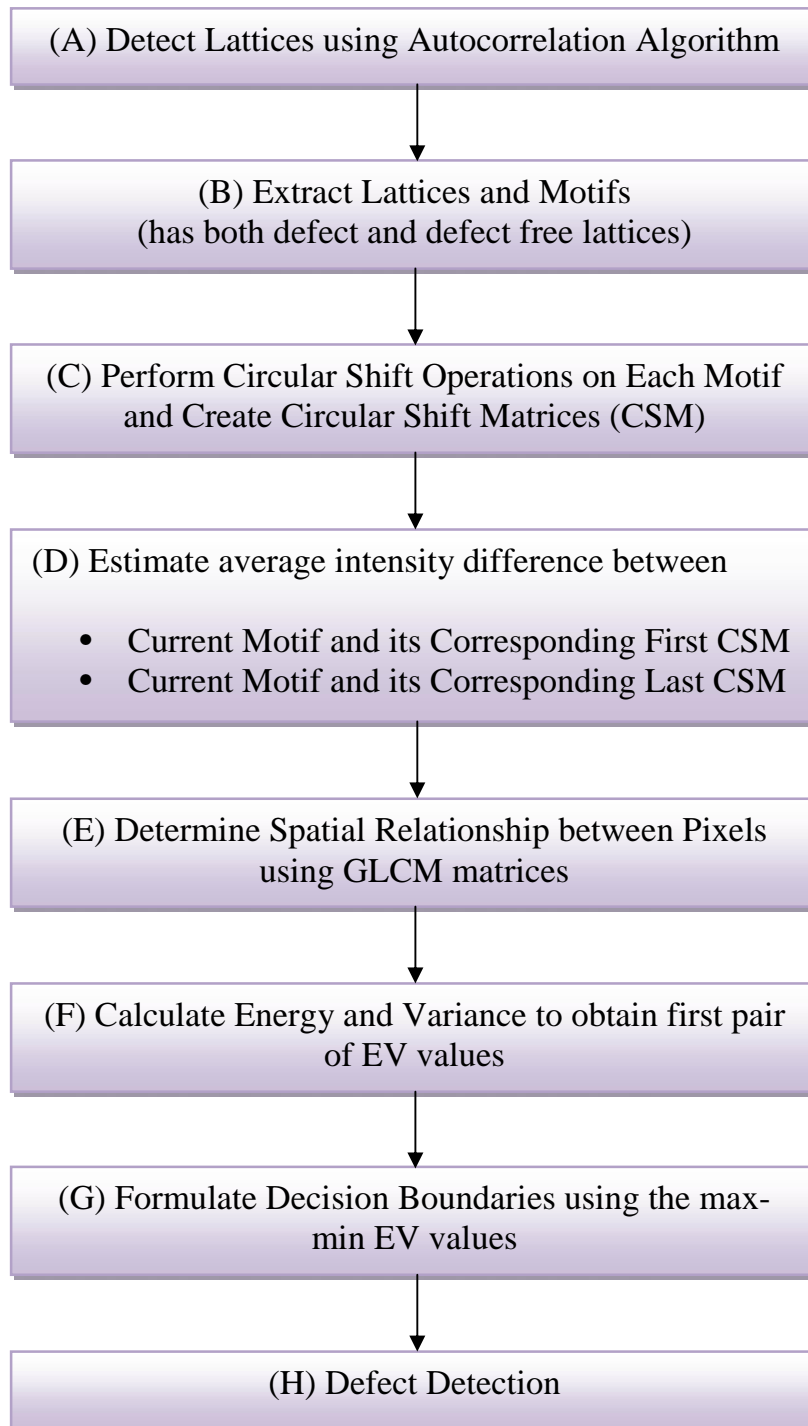 (A) Detect Lattices using Autocorrelation Algorithm
(B) Extract Lattices and Motifs
(has both defect and defect free lattices)
(C) Perform Circular Shift Operations on Each Motif
and Create Circular Shift Matrices (CSM)
(D) Estimate average intensity difference between
• Current Motif and its Corresponding First CSM
• Current Motif and its Corresponding Last CSM
(E) Determine Spatial Relationship between Pixels
using GLCM matrices
(F) Calculate Energy and Variance to obtain first pair
of EV values
(G) Formulate Decision Boundaries using the max-
min EV values
(H) Defect Detection